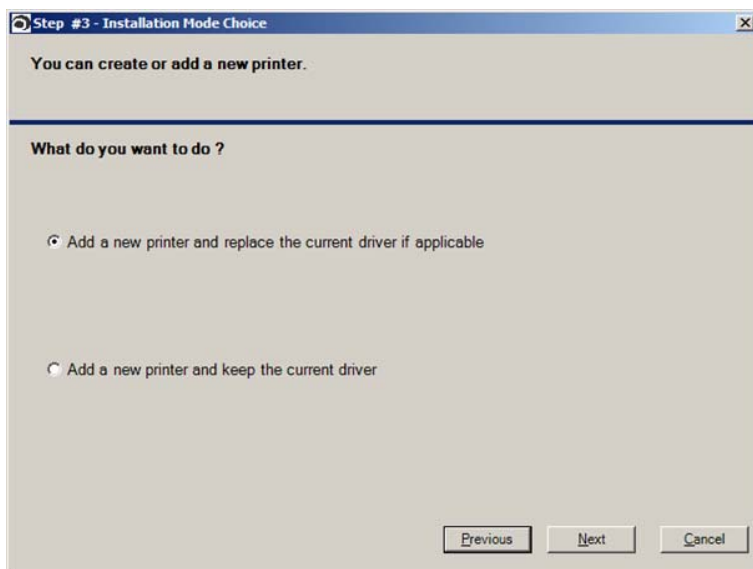 Step #3 - Installation Mode Choice
You can create or add a new printer.
What do you want to do ?
Add a new printer and replace the current driver if applicable
Add a new printer and keep the current driver
Previous Next Cancel